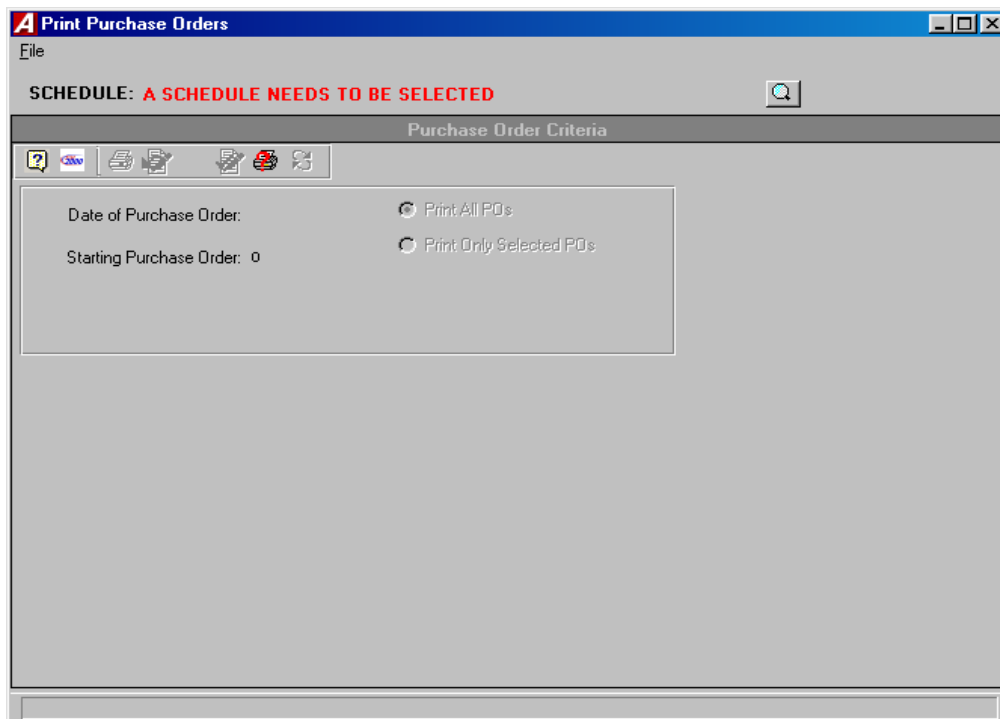 Print Purchase Orders
File
SCHEDULE: A SCHEDULE NEEDS TO BE SELECTED
Purchase Order Criteria
Date of Purchase Order:
Print All POs
Starting Purchase Order: 0
Print Only Selected POs